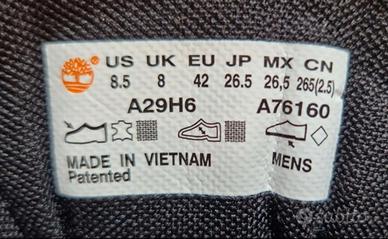 US UK EU JP MX CN
8.5 8 42 26.5 26,5 265(2.5)
A29H6 A76160
MADE IN VIETNAM MENS
Patented
subito